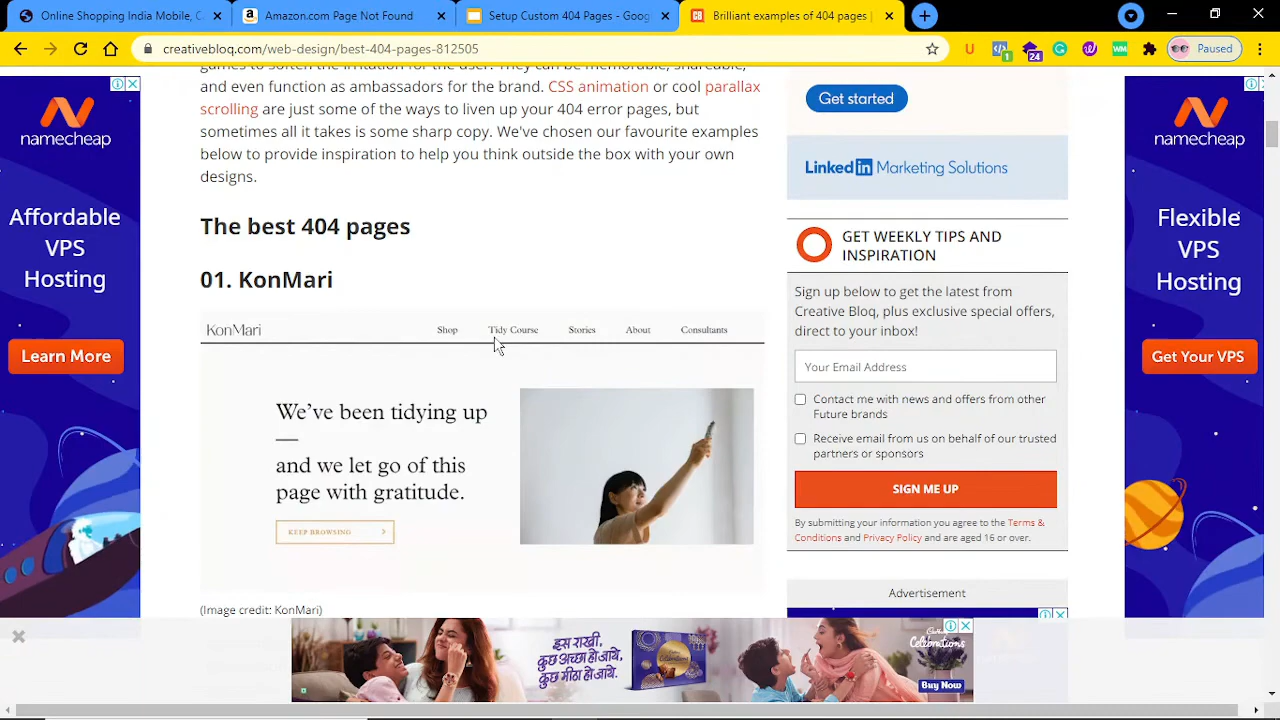 Online Shopping India Mobile, C
Amazon.com Page Not Found
Setup Custom 404 Pages - Goog
Brilliant examples of 404 pages |
creativebloq.com/web-design/best-404-pages-812505
Paused
games to soften the irritation for the user. They can be memorable, shareable,
and even function as ambassadors for the brand. CSS animation or cool parallax
scrolling are just some of the ways to liven up your 404 error pages, but
sometimes all it takes is some sharp copy. We've chosen our favourite examples
below to provide inspiration to help you think outside the box with your own
designs.
The best 404 pages
01. KonMari
KonMari
Shop
Tidy Course
Stories
About
Consultants
We've been tidying up
—
and we let go of this
page with gratitude.
KEEP BROWSING
(Image credit: KonMari)
namecheap
Affordable
VPS
Hosting
Learn More
Get started
LinkedIn Marketing Solutions
GET WEEKLY TIPS AND
INSPIRATION
Sign up below to get the latest from
Creative Bloq, plus exclusive special offers,
direct to your inbox!
Your Email Address
Contact me with news and offers from other
Future brands
Receive email from us on behalf of our trusted
partners or sponsors
SIGN ME UP
By submitting your information you agree to the Terms &
Conditions and Privacy Policy and are aged 16 or over.
Advertisement
namecheap
Flexible
VPS
Hosting
Get Your VPS
इस राखी,
कुछ अच्छा हो जाये,
कुछ मीठा हो जाये.
Celebrations
Buy Now